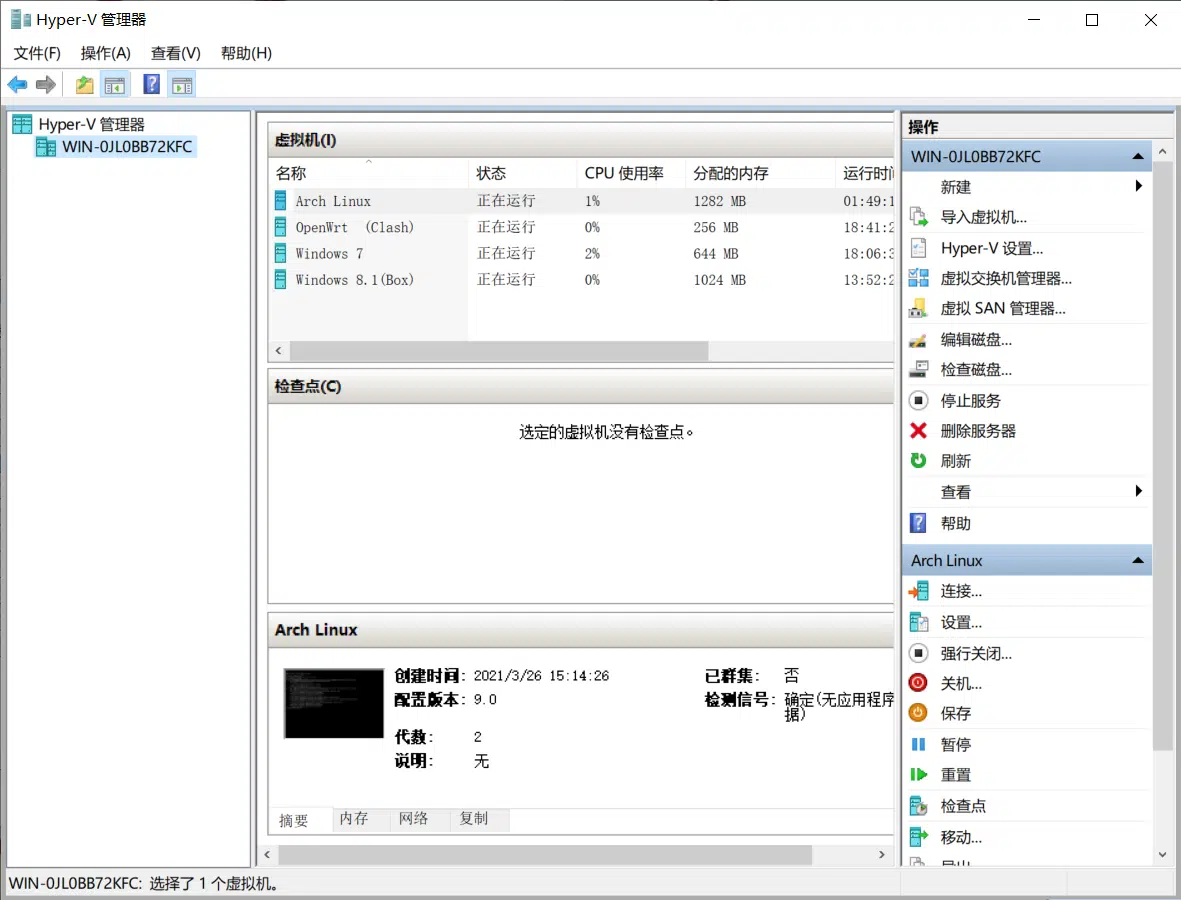 Hyper-V 管理器
文件(F) 操作(A) 查看(V) 帮助(H)
Hyper-V 管理器
WIN-0JL0BB72KFC
虚拟机(I)
名称 状态 CPU 使用率 分配的内存 运行时间
Arch Linux 正在运行 1% 1282 MB 01:49:1
OpenWrt (Clash) 正在运行 0% 256 MB 18:41:2
Windows 7 正在运行 2% 644 MB 18:06:3
Windows 8.1(Box) 正在运行 0% 1024 MB 13:52:2
检查点(C)
选定的虚拟机没有检查点。
Arch Linux
创建时间: 2021/3/26 15:14:26
配置版本: 9.0
代数: 2
说明: 无
已群集: 否
检测信号: 确定(无应用程序
据)
摘要 内存 网络 复制
操作
WIN-0JL0BB72KFC
新建
导入虚拟机...
Hyper-V 设置...
虚拟交换机管理器...
虚拟 SAN 管理器...
编辑磁盘...
检查磁盘...
停止服务
删除服务器
刷新
查看
帮助
Arch Linux
连接...
设置...
强行关闭...
关机...
保存
暂停
重置
检查点
移动...
WIN-0JL0BB72KFC: 选择了 1 个虚拟机。